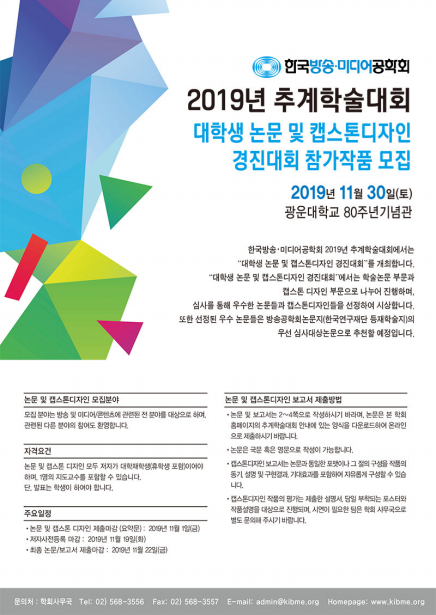 한국방송·미디어공학회
2019년 추계학술대회
대학생 논문 및 캡스톤디자인
경진대회 참가작품 모집
2019년 11월 30일(토)
광운대학교 80주년기념관
한국방송·미디어공학회 2019년 추계학술대회에서는
"대학생 논문 및 캡스톤디자인 경진대회"를 개최합니다.
"대학생 논문 및 캡스톤디자인 경진대회"에서는 학술논문 부문과
캡스톤 디자인 부문으로 나누어 진행하며,
심사를 통해 우수한 논문들과 캡스톤디자인들을 선정하여 시상합니다.
또한 선정된 우수 논문들은 방송공학회논문지(한국연구재단 등재학술지)의
우선 심사대상논문으로 추천할 예정입니다.
논문 및 캡스톤디자인 모집분야
모집 분야는 방송 및 미디어/콘텐츠에 관련된 전 분야를 대상으로 하며,
관련된 다른 분야의 참여도 환영합니다.
자격요건
논문 및 캡스톤 디자인 모두 저자가 대학재학생(휴학생 포함)이어야
하며, 1명의 지도교수를 포함할 수 있습니다.
단, 발표는 학생이 하여야 합니다.
주요일정
· 논문 및 캡스톤 디자인 제출마감 (요약문) : 2019년 11월 1일(금)
· 저자사전등록 마감 : 2019년 11월 19일(화)
· 최종 논문/보고서 제출마감 : 2019년 11월 22일(금)
논문 및 캡스톤디자인 보고서 제출방법
· 논문 및 보고서는 2~4쪽으로 작성하시기 바라며, 논문은 본 학회
홈페이지의 추계학술대회 안내에 있는 양식을 다운로드하여 온라인
으로 제출하시기 바랍니다.
· 논문은 국문 혹은 영문으로 작성이 가능합니다.
· 캡스톤디자인 보고서는 논문과 동일한 포맷이나 그 절의 구성을 작품의
동기, 설명 및 구현결과, 기대효과를 포함하여 자유롭게 구성할 수 있습
니다.
· 캡스톤디자인 작품의 평가는 제출한 설명서, 당일 부착되는 포스터와
작품설명을 대상으로 진행되며, 시연이 필요한 팀은 학회 사무국으로
별도 문의해 주시기 바랍니다.
문의처 : 학회사무국 Tel: 02) 568-3556 Fax: 02) 568-3557 E-mail: admin@kibme.org Homepage: www.kibme.org